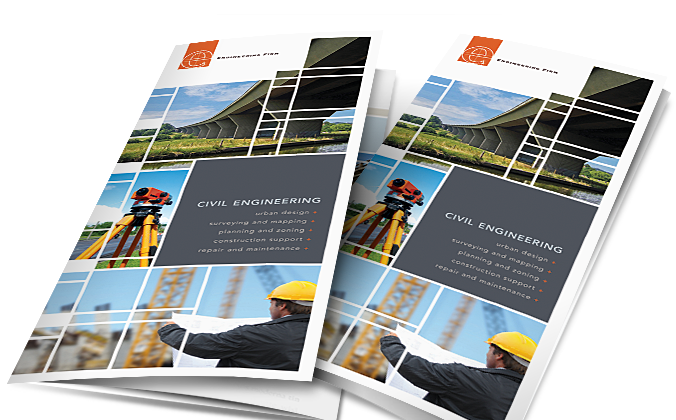 ENGINEERING FIRM
CIVIL ENGINEERING
urban design +
surveying and mapping +
planning and zoning +
construction support +
repair and maintenance +
ENGINEERING FIRM
CIVIL ENGINEERING
urban design +
surveying and mapping +
planning and zoning +
construction support +
repair and maintenance +